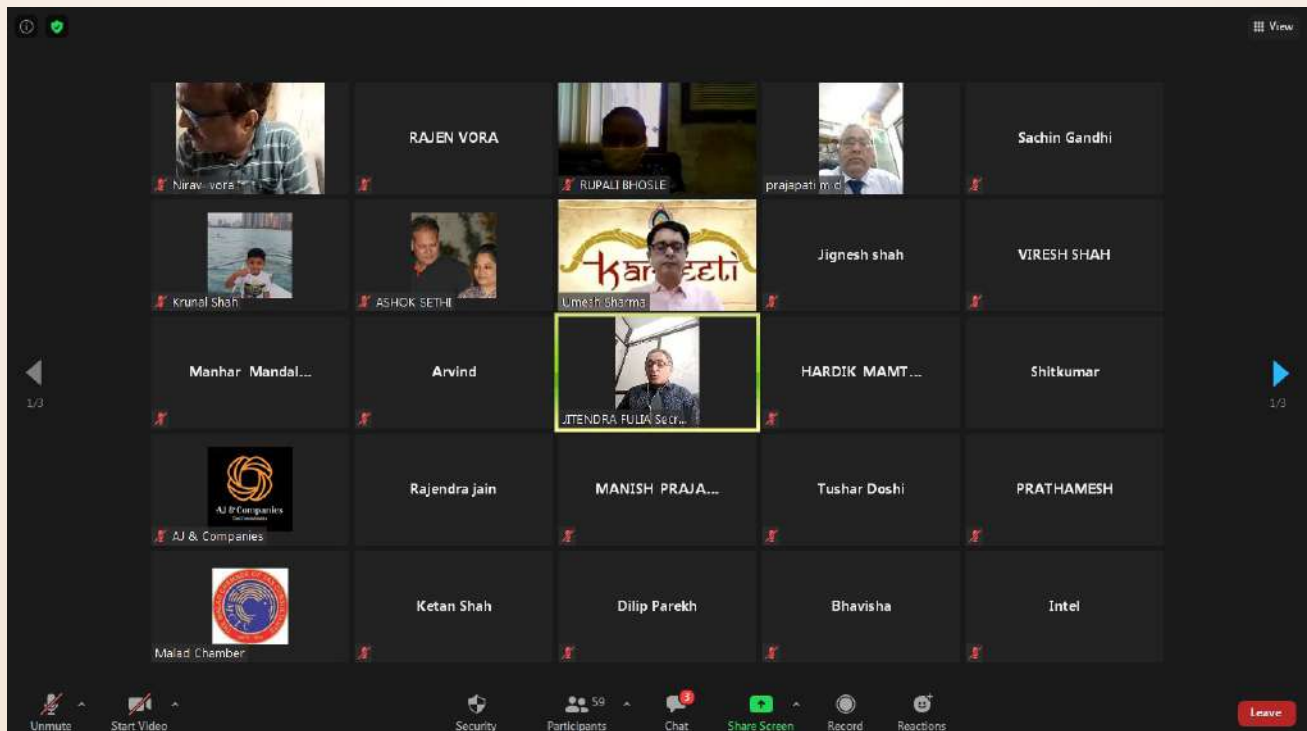 View
Nirav vora
RAJEN VORA
RUPALI BHOSLE
prajapati m d
Sachin Gandhi
Krunal Shah
ASHOK SETHI
Umesh Sharma
Jignesh shah
VIRESH SHAH
Manhar Mandal...
Arvind
JITENDRA FULIA Secr...
HARDIK MAMT...
Shitkumar
1/3
1/3
AJ & Companies
AJ & Companies
Rajendra jain
MANISH PRAJA...
Tushar Doshi
PRATHAMESH
Malad Chamber
Ketan Shah
Dilip Parekh
Bhavisha
Intel
Unmute
Start Video
Security
59
Participants
3
Chat
Share Screen
Record
Reactions
Leave